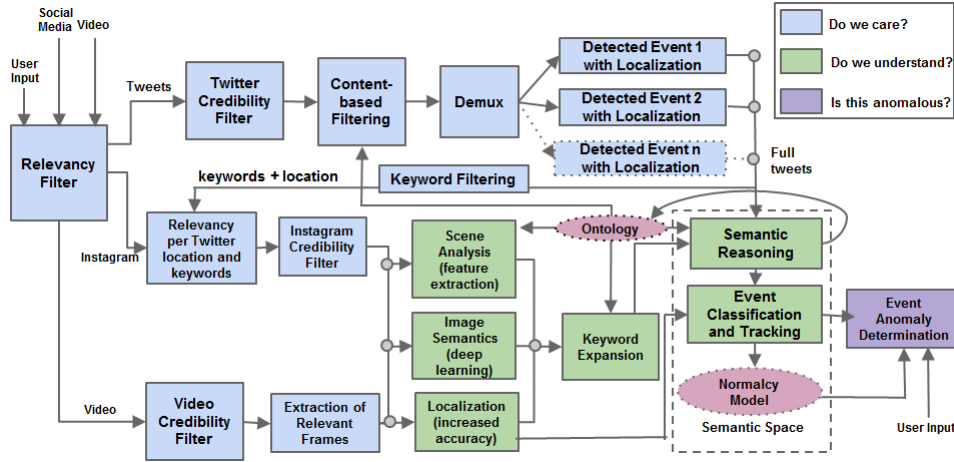 Social
Media
Video
User
Input
Tweets
Relevancy
Filter
Twitter
Credibility
Filter
Content-
based
Filtering
Demux
Detected Event 1
with Localization
Detected Event 2
with Localization
Detected Event n
with Localization
Do we care?
Do we understand?
Is this anomalous?
Full
tweets
keywords + location
Keyword Filtering
Instagram
Relevancy
per Twitter
location and
keywords
Instagram
Credibility
Filter
Scene
Analysis
(feature
extraction)
Ontology
Semantic
Reasoning
Image
Semantics
(deep
learning)
Keyword
Expansion
Event
Classification
and Tracking
Event
Anomaly
Determination
Video
Video
Credibility
Filter
Extraction of
Relevant
Frames
Localization
(increased
accuracy)
Normalcy
Model
Semantic Space
User Input